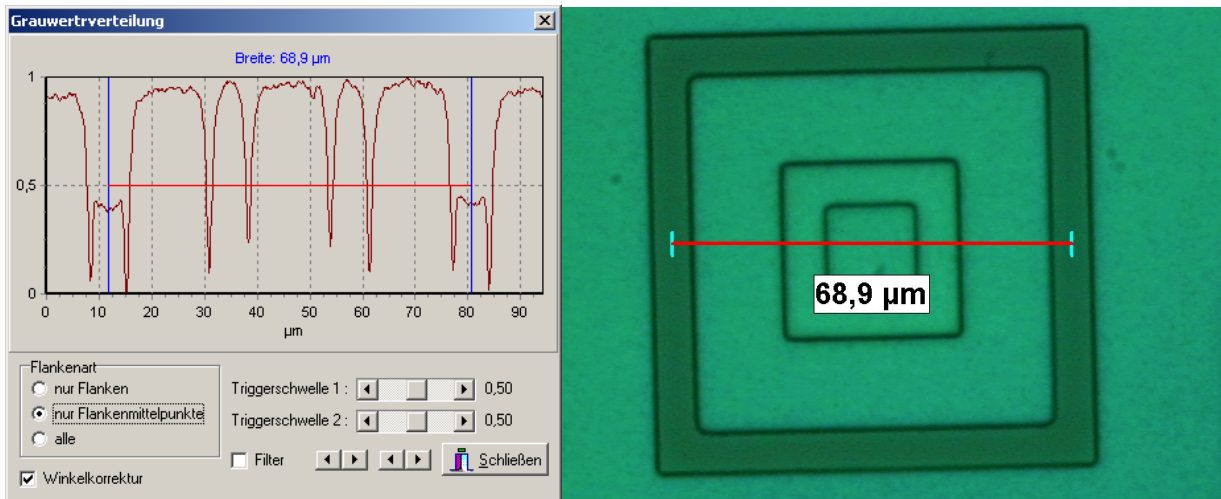 Grauwertrverteilung
Breite: 68,9 µm
1
0,5
0
0 10 20 30 40 50 60 70 80 90
µm
Flankenart
nur Flanken
nur Flankenmittelpunkte
alle
Winkelkorrektur
Triggerschwelle 1 : 0,50
Triggerschwelle 2 : 0,50
Filter
Schließen
68,9 µm